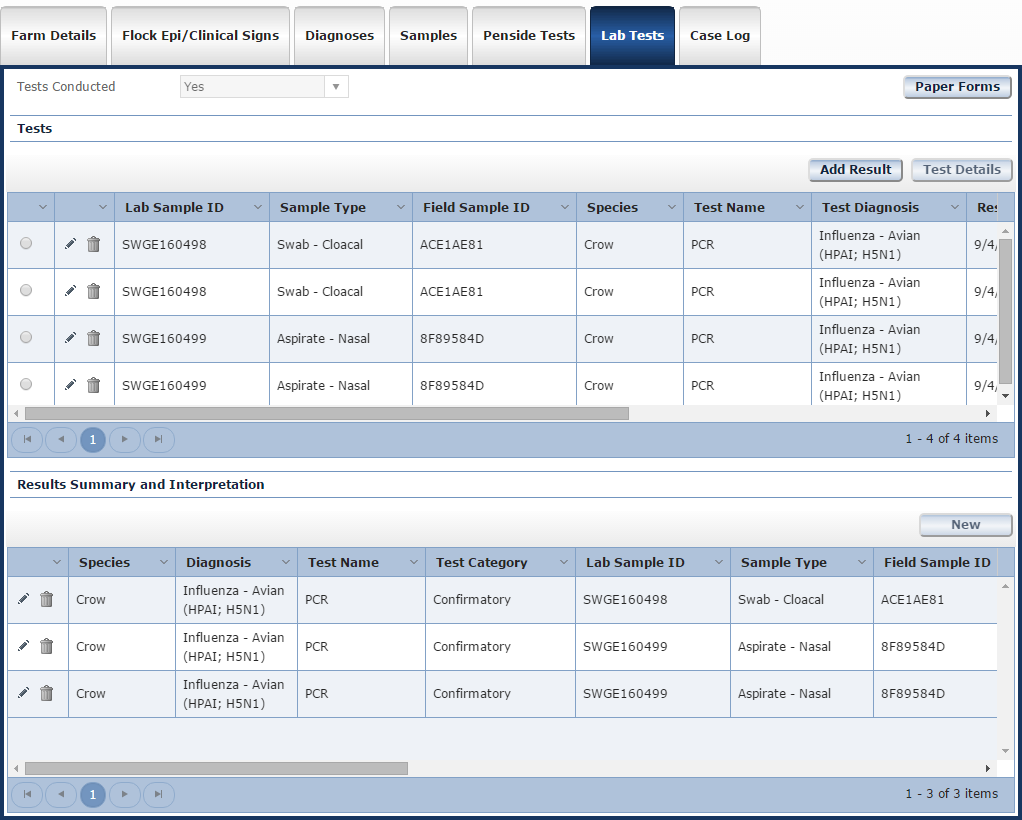 Farm Details Flock Epi/Clinical Signs Diagnoses Samples Penside Tests Lab Tests Case Log
Tests Conducted Yes Paper Forms
Tests
Add Result Test Details
Lab Sample ID Sample Type Field Sample ID Species Test Name Test Diagnosis Res
SWGE160498 Swab - Cloacal ACE1AE81 Crow PCR Influenza - Avian 9/4/
(HPAI; H5N1)
SWGE160498 Swab - Cloacal ACE1AE81 Crow PCR Influenza - Avian 9/4/
(HPAI; H5N1)
SWGE160499 Aspirate - Nasal 8F89584D Crow PCR Influenza - Avian 9/4/
(HPAI; H5N1)
SWGE160499 Aspirate - Nasal 8F89584D Crow PCR Influenza - Avian 9/4/
(HPAI; H5N1)
1 1 - 4 of 4 items
Results Summary and Interpretation
New
Species Diagnosis Test Name Test Category Lab Sample ID Sample Type Field Sample ID
Crow Influenza - Avian PCR Confirmatory SWGE160498 Swab - Cloacal ACE1AE81
(HPAI; H5N1)
Crow Influenza - Avian PCR Confirmatory SWGE160499 Aspirate - Nasal 8F89584D
(HPAI; H5N1)
Crow Influenza - Avian PCR Confirmatory SWGE160499 Aspirate - Nasal 8F89584D
(HPAI; H5N1)
1 1 - 3 of 3 items